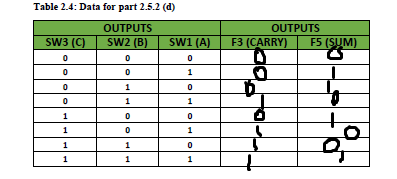 Table 2.4: Data for part 2.5.2 (d)
OUTPUTS OUTPUTS
SW3 (C) SW2 (B) SW1 (A) F3 (CARRY) F5 (SUM)
0 0 0 0 0
0 0 1 0 1
0 1 0 0 1
0 1 1 1 0
1 0 0 0 1
1 0 1 1 0
1 1 0 1 0
1 1 1 1 1